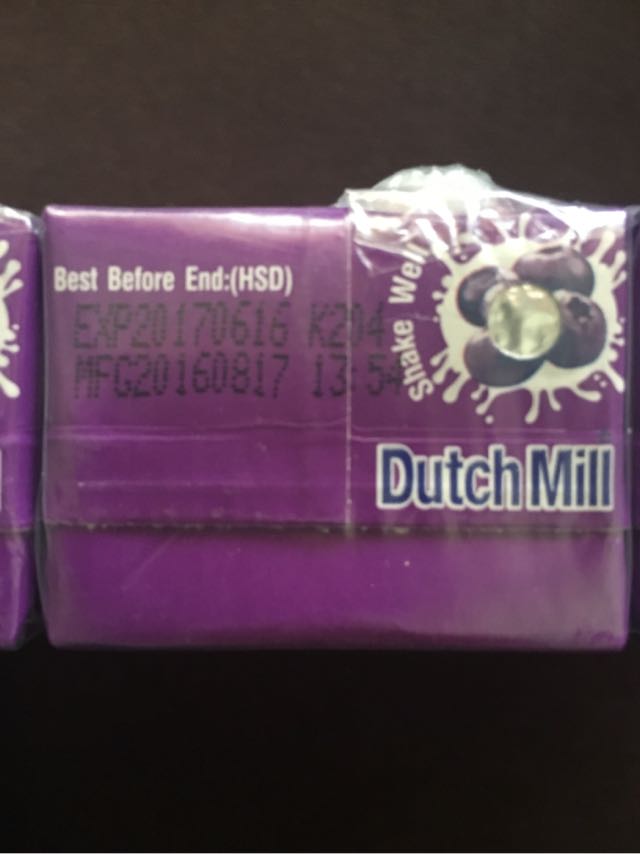 Best Before End:(HSD)
EXP20170616 K204
MFG20160817 13:54
Shake Well
Dutch Mill